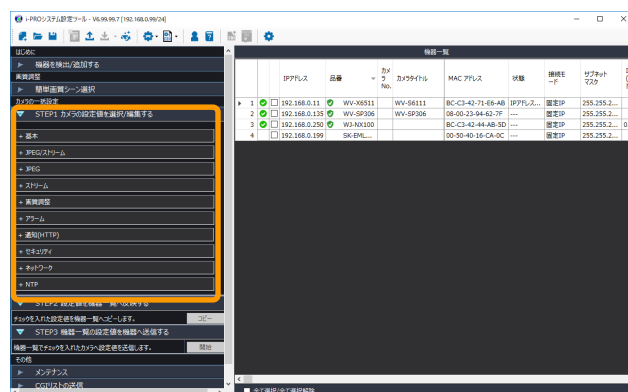 i-PROシステム設定ツール - V6.99.99.7 [192.168.0.99/24]
はじめに
機器を検出/追加する
画質調整
簡単画質シーン選択
カメラの一括設定
STEP1 カメラの設定値を選択/編集する
+ 基本
+ JPEG/ストリーム
+ JPEG
+ ストリーム
+ 画質調整
+ アラーム
+ 通知(HTTP)
+ セキュリティ
+ ネットワーク
+ NTP
STEP2 設定値を機器一覧へ反映する
チェックを入れた設定値を機器一覧へコピーします。 コピー
STEP3 機器一覧の設定値を機器へ送信する
機器一覧でチェックを入れたカメラへ設定値を送信します。 開始
その他
メンテナンス
CGIリストの送信
機器一覧
IPアドレス 品番 カメラNo. カメラタイトル MAC アドレス 状態 接続モード サブネットマスク
1 192.168.0.11 WV-X6511 WV-S6111 BC-C3-42-71-E6-AB IPアドレス... 固定IP 255.255.2...
2 192.168.0.135 WV-SP306 WV-SP306 08-00-23-94-62-7F --- 固定IP 255.255.2...
3 192.168.0.250 WJ-NX100 BC-C3-42-44-AB-5D --- 固定IP 255.255.2...
4 192.168.0.199 SK-EML... 00-50-40-16-CA-0C --- 固定IP 255.255.2...
全て選択/全て選択解除